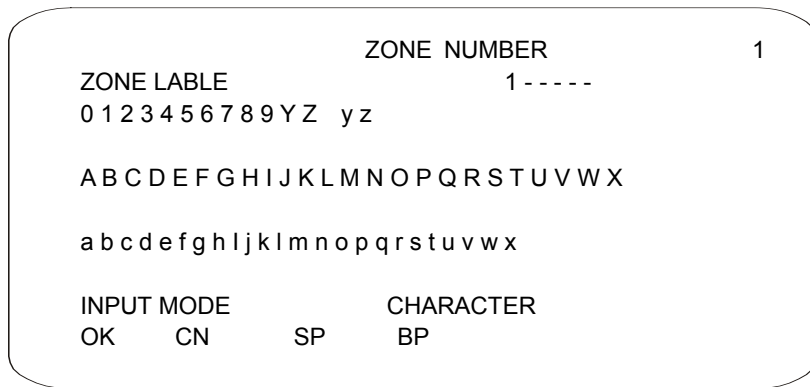 ZONE NUMBER 1
ZONE LABLE 1 - - - - -
0 1 2 3 4 5 6 7 8 9 Y Z y z
A B C D E F G H I J K L M N O P Q R S T U V W X
a b c d e f g h I j k l m n o p q r s t u v w x
INPUT MODE CHARACTER
OK CN SP BP